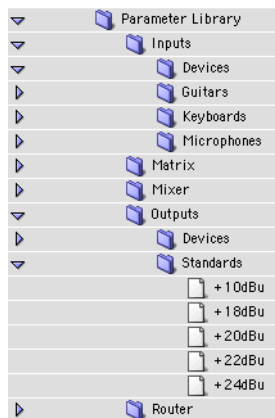 Parameter Library
Inputs
Devices
Guitars
Keyboards
Microphones
Matrix
Mixer
Outputs
Devices
Standards
+10dBu
+18dBu
+20dBu
+22dBu
+24dBu
Router